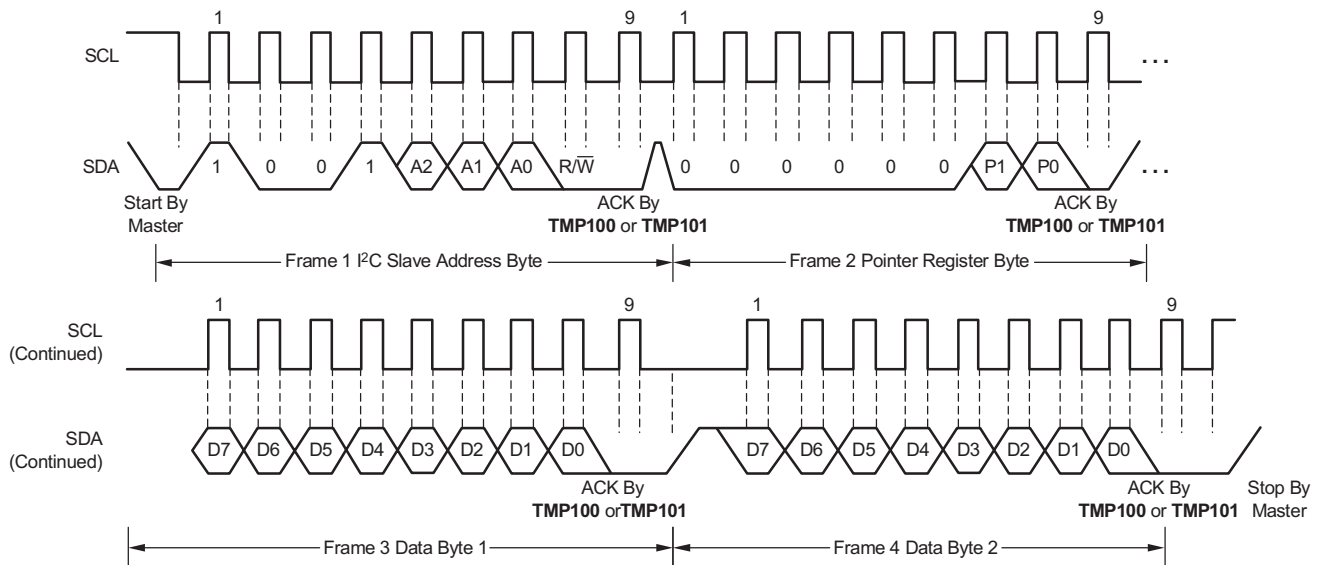 1 9 1 9
SCL ...
SDA 1 0 0 1 A2 A1 A0 R/W̅ 0 0 0 0 0 0 P1 P0 ...
Start By Master
ACK By TMP100 or TMP101
ACK By TMP100 or TMP101
Frame 1 I²C Slave Address Byte
Frame 2 Pointer Register Byte
1 9 1 9
SCL (Continued)
SDA (Continued) D7 D6 D5 D4 D3 D2 D1 D0 D7 D6 D5 D4 D3 D2 D1 D0
ACK By TMP100 orTMP101
ACK By TMP100 or TMP101
Stop By Master
Frame 3 Data Byte 1
Frame 4 Data Byte 2